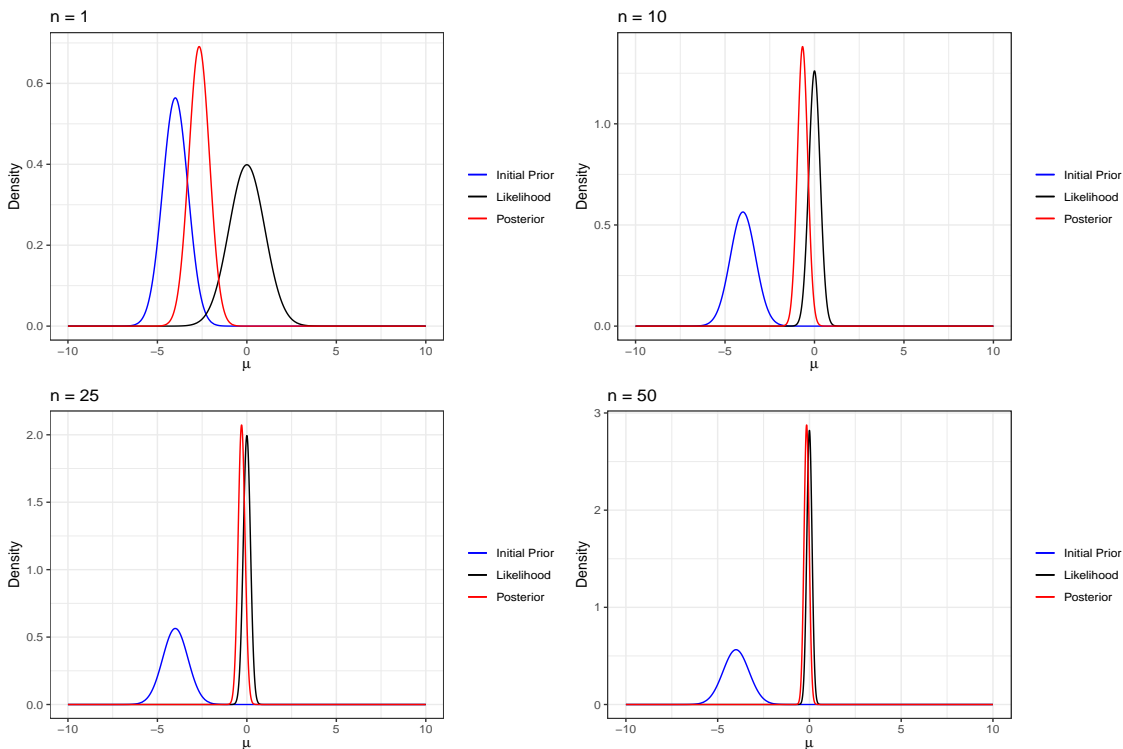 n = 1
0.6
0.4
0.2
0.0
Density
−10
−5
0
5
10
μ
Initial Prior
Likelihood
Posterior
n = 10
1.0
0.5
0.0
Density
−10
−5
0
5
10
μ
Initial Prior
Likelihood
Posterior
n = 25
2.0
1.5
1.0
0.5
0.0
Density
−10
−5
0
5
10
μ
Initial Prior
Likelihood
Posterior
n = 50
3
2
1
0
Density
−10
−5
0
5
10
μ
Initial Prior
Likelihood
Posterior